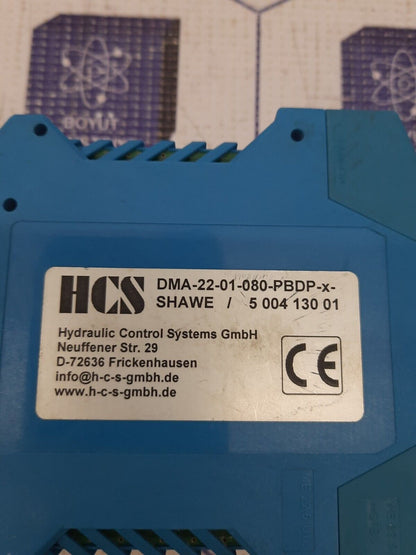 BOYUT
HCS
DMA-22-01-080-PBDP-x-
SHAWE / 5 004 130 01
Hydraulic Control Systems GmbH
Neuffener Str. 29
D-72636 Frickenhausen
info@h-c-s-gmbh.de
www.h-c-s-gmbh.de
CE